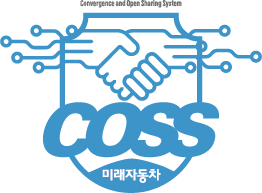 Convergence and Open Sharing System
COSS
미래자동차